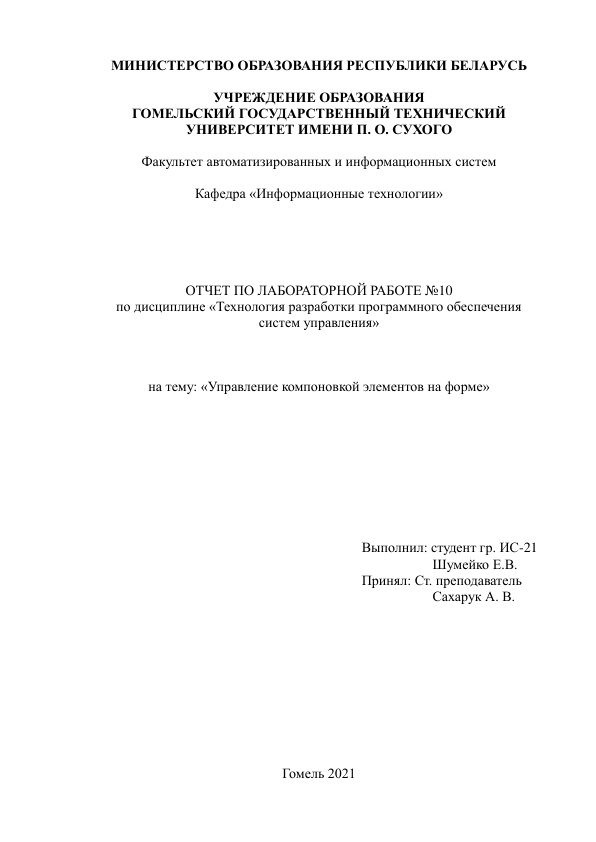 МИНИСТЕРСТВО ОБРАЗОВАНИЯ РЕСПУБЛИКИ БЕЛАРУСЬ
УЧРЕЖДЕНИЕ ОБРАЗОВАНИЯ
ГОМЕЛЬСКИЙ ГОСУДАРСТВЕННЫЙ ТЕХНИЧЕСКИЙ
УНИВЕРСИТЕТ ИМЕНИ П. О. СУХОГО
Факультет автоматизированных и информационных систем
Кафедра «Информационные технологии»
ОТЧЕТ ПО ЛАБОРАТОРНОЙ РАБОТЕ №10
по дисциплине «Технология разработки программного обеспечения
систем управления»
на тему: «Управление компоновкой элементов на форме»
Выполнил: студент гр. ИС-21
Шумейко Е.В.
Принял: Ст. преподаватель
Сахарук А. В.
Гомель 2021